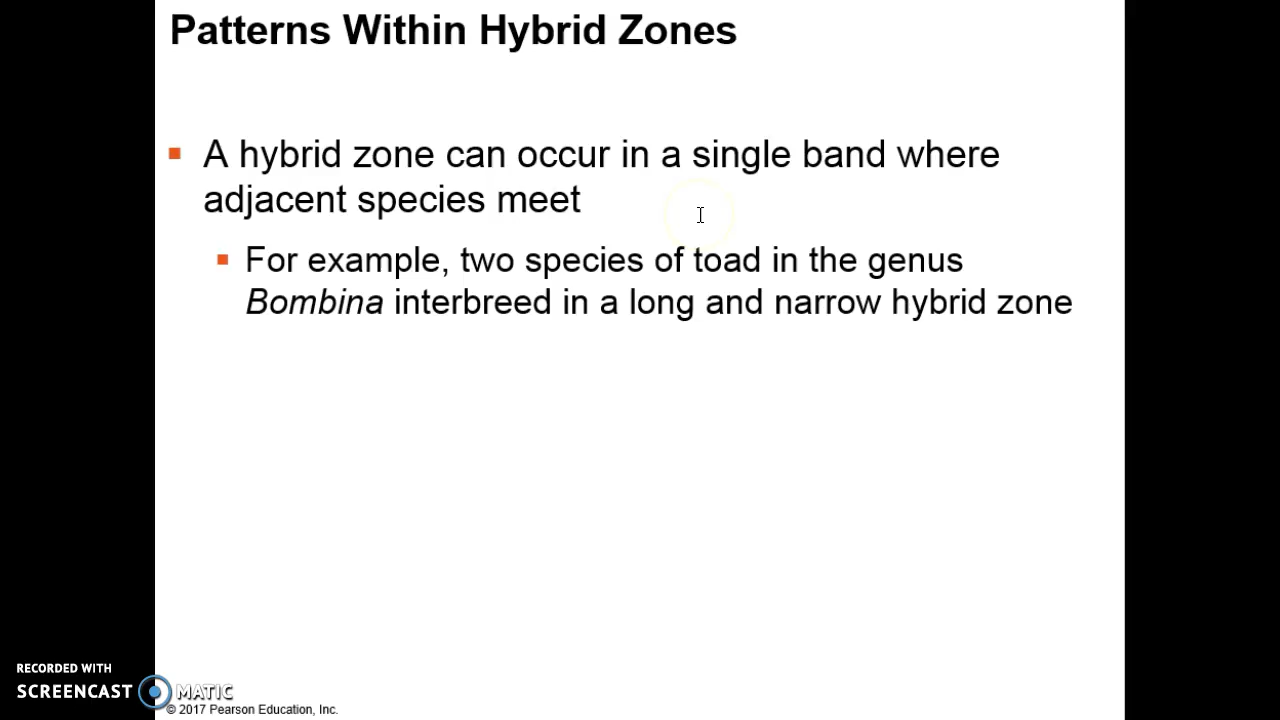 Patterns Within Hybrid Zones
A hybrid zone can occur in a single band where
adjacent species meet
For example, two species of toad in the genus
Bombina interbreed in a long and narrow hybrid zone
RECORDED WITH
SCREENCAST MATIC
© 2017 Pearson Education, Inc.